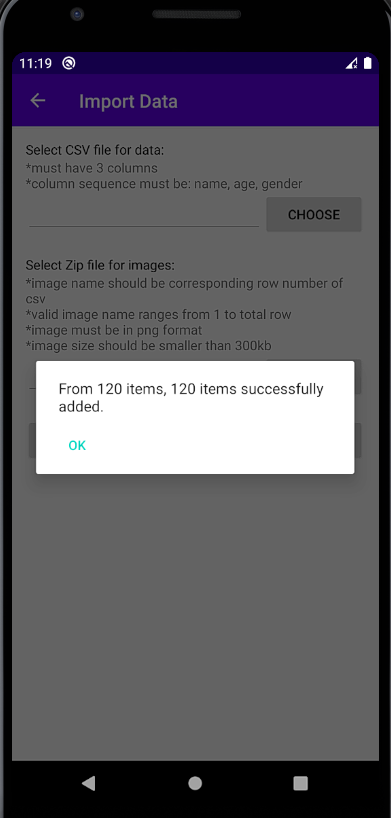 11:19
Import Data
Select CSV file for data:
*must have 3 columns
*column sequence must be: name, age, gender
CHOOSE
Select Zip file for images:
*image name should be corresponding row number of
csv
*valid image name ranges from 1 to total row
*image must be in png format
*image size should be smaller than 300kb
From 120 items, 120 items successfully
added.
OK